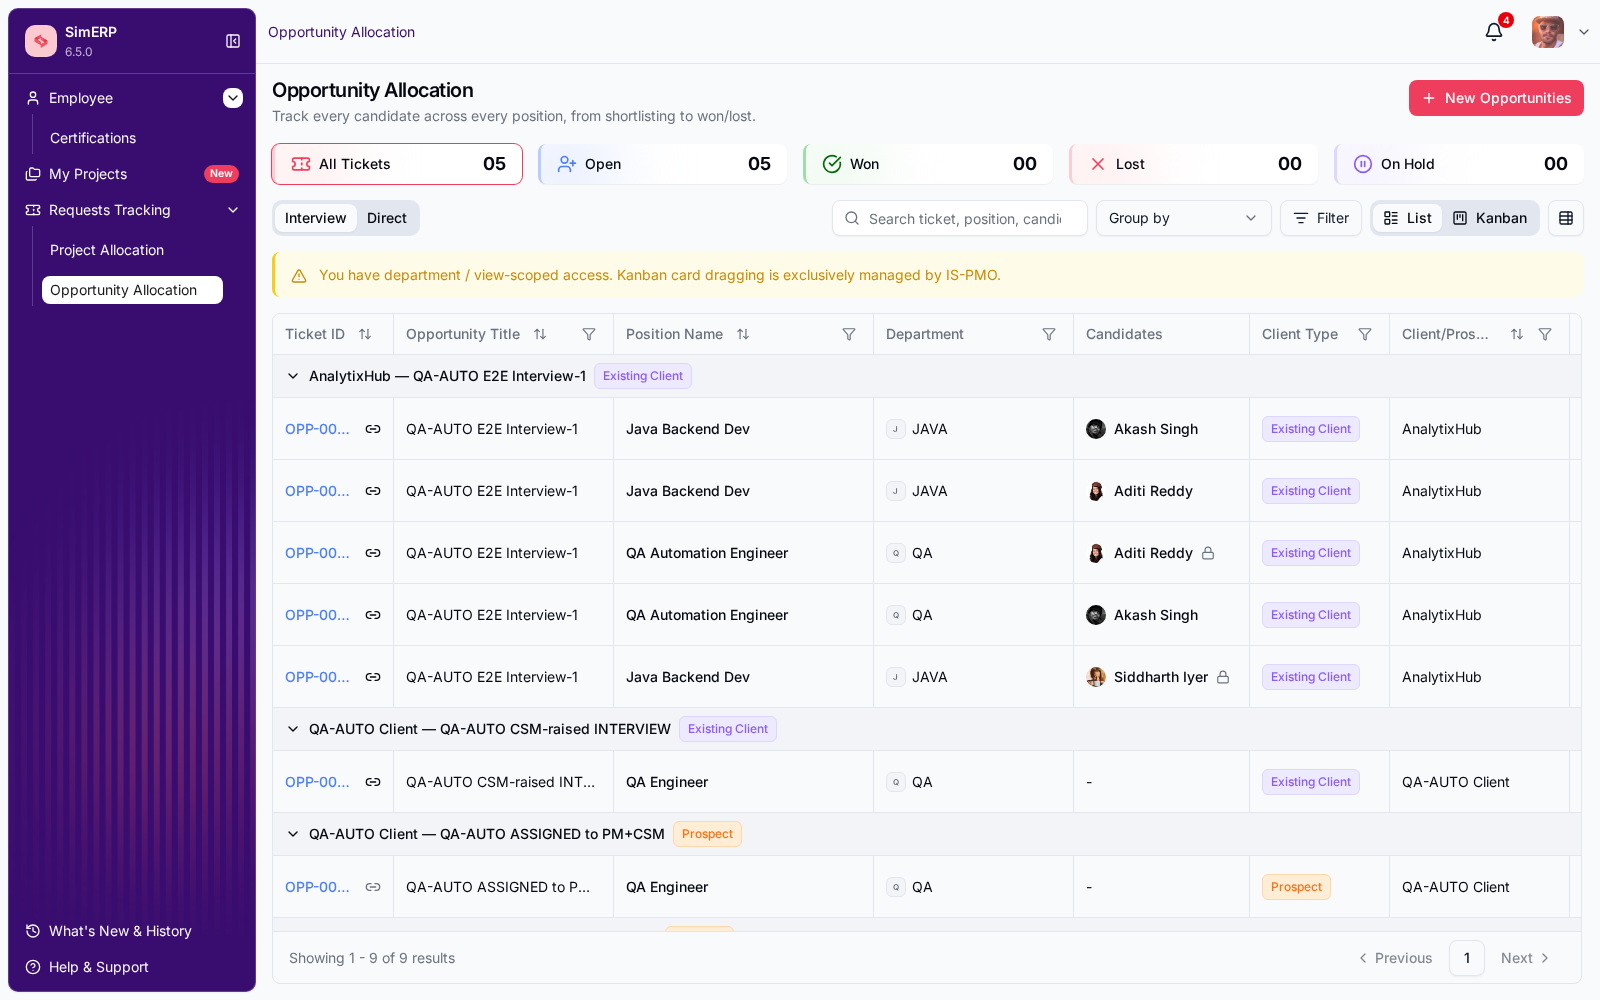 SimERP
6.5.0
Employee
Certifications
My Projects New
Requests Tracking
Project Allocation
Opportunity Allocation
What's New & History
Help & Support
Opportunity Allocation
4
Opportunity Allocation
Track every candidate across every position, from shortlisting to won/lost.
New Opportunities
All Tickets 05
Open 05
Won 00
Lost 00
On Hold 00
Interview Direct
Search ticket, position, candi
Group by
Filter
List Kanban
You have department / view-scoped access. Kanban card dragging is exclusively managed by IS-PMO.
Ticket ID Opportunity Title Position Name Department Candidates Client Type Client/Pros...
AnalytixHub — QA-AUTO E2E Interview-1 Existing Client
OPP-00... QA-AUTO E2E Interview-1 Java Backend Dev J JAVA Akash Singh Existing Client AnalytixHub
OPP-00... QA-AUTO E2E Interview-1 Java Backend Dev J JAVA Aditi Reddy Existing Client AnalytixHub
OPP-00... QA-AUTO E2E Interview-1 QA Automation Engineer Q QA Aditi Reddy Existing Client AnalytixHub
OPP-00... QA-AUTO E2E Interview-1 QA Automation Engineer Q QA Akash Singh Existing Client AnalytixHub
OPP-00... QA-AUTO E2E Interview-1 Java Backend Dev J JAVA Siddharth Iyer Existing Client AnalytixHub
QA-AUTO Client — QA-AUTO CSM-raised INTERVIEW Existing Client
OPP-00... QA-AUTO CSM-raised INT... QA Engineer Q QA - Existing Client QA-AUTO Client
QA-AUTO Client — QA-AUTO ASSIGNED to PM+CSM Prospect
OPP-00... QA-AUTO ASSIGNED to P... QA Engineer Q QA - Prospect QA-AUTO Client
Showing 1 - 9 of 9 results
Previous 1 Next